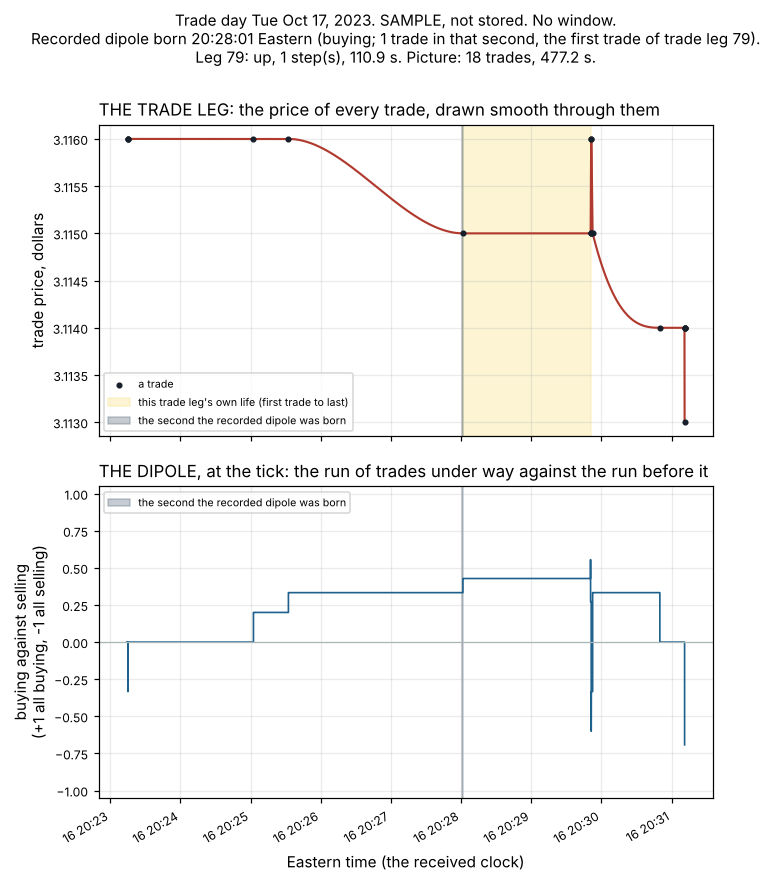 Trade day Tue Oct 17, 2023. SAMPLE, not stored. No window.
Recorded dipole born 20:28:01 Eastern (buying; 1 trade in that second, the first trade of trade leg 79).
Leg 79: up, 1 step(s), 110.9 s. Picture: 18 trades, 477.2 s.
THE TRADE LEG: the price of every trade, drawn smooth through them
trade price, dollars
3.1160
3.1155
3.1150
3.1145
3.1140
3.1135
3.1130
a trade
this trade leg's own life (first trade to last)
the second the recorded dipole was born
THE DIPOLE, at the tick: the run of trades under way against the run before it
buying against selling
(+1 all buying, −1 all selling)
1.00
0.75
0.50
0.25
0.00
−0.25
−0.50
−0.75
−1.00
the second the recorded dipole was born
16 20:23
16 20:24
16 20:25
16 20:26
16 20:27
16 20:28
16 20:29
16 20:30
16 20:31
Eastern time (the received clock)